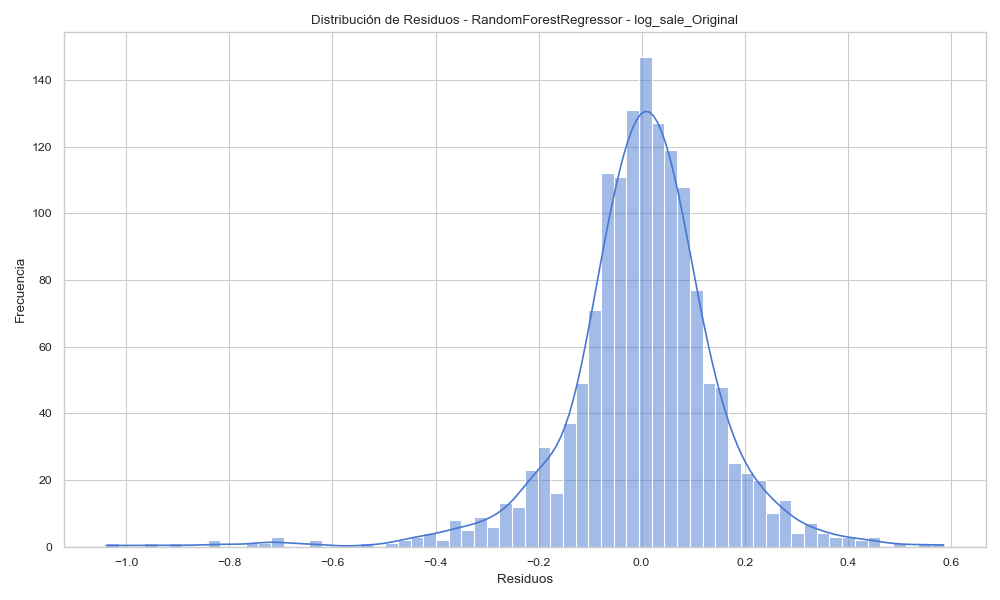 Distribución de Residuos - RandomForestRegressor - log_sale_Original
Frecuencia
140
120
100
80
60
40
20
0
−1.0 −0.8 −0.6 −0.4 −0.2 0.0 0.2 0.4 0.6
Residuos